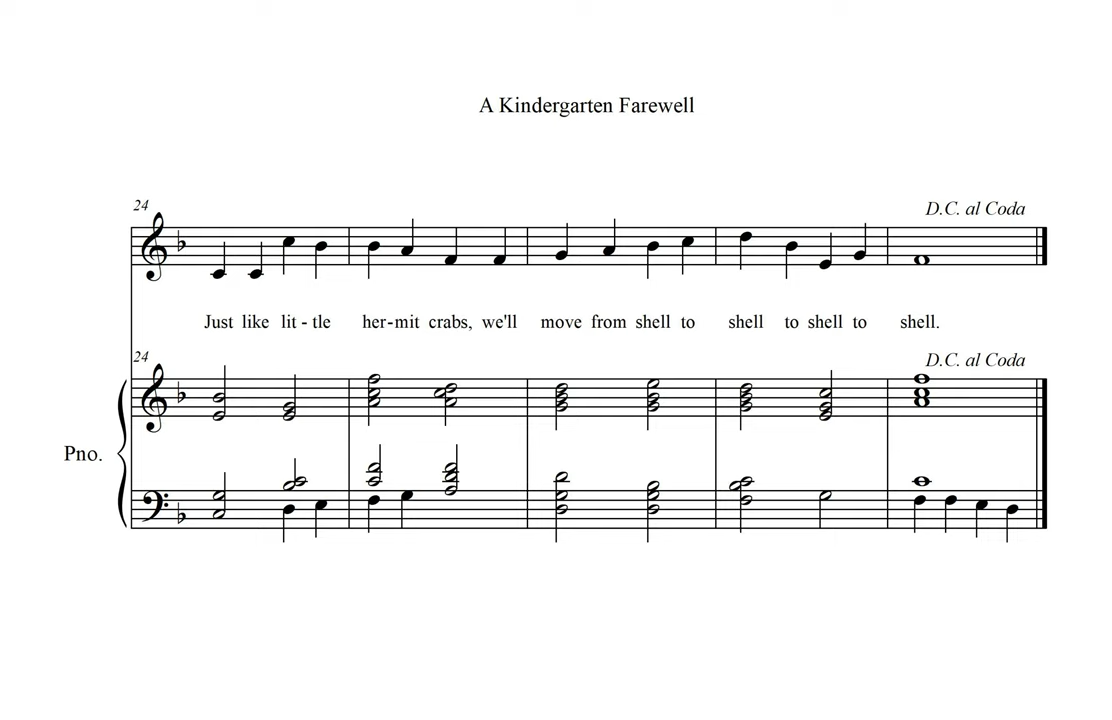 A Kindergarten Farewell
24
D.C. al Coda
Just like lit - tle her-mit crabs, we'll move from shell to shell to shell to shell.
24
D.C. al Coda
Pno.